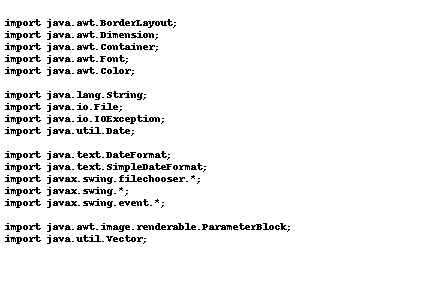 import java.awt.BorderLayout;
import java.awt.Dimension;
import java.awt.Container;
import java.awt.Font;
import java.awt.Color;
import java.lang.String;
import java.io.File;
import java.io.IOException;
import java.util.Date;
import java.text.DateFormat;
import java.text.SimpleDateFormat;
import javax.swing.filechooser.*;
import javax.swing.*;
import javax.swing.event.*;
import java.awt.image.renderable.ParameterBlock;
import java.util.Vector;